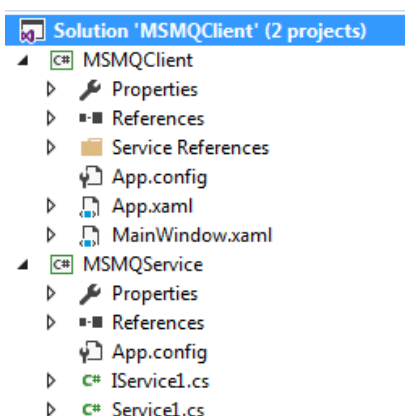 Solution 'MSMQClient' (2 projects)
C# MSMQClient
Properties
References
Service References
App.config
App.xaml
MainWindow.xaml
C# MSMQService
Properties
References
App.config
C# IService1.cs
C# Service1.cs